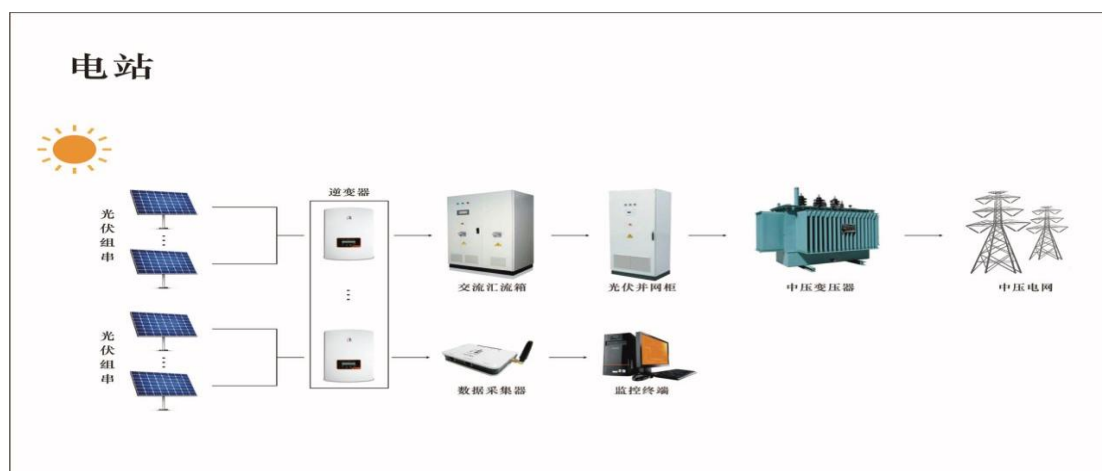 电站
逆变器
光伏组串
交流汇流箱
光伏并网柜
中压变压器
中压电网
光伏组串
数据采集器
监控终端